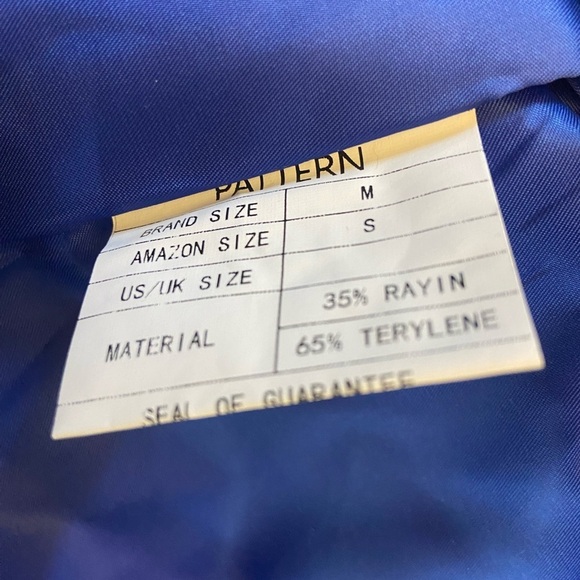 PATTERN
BRAND SIZE M
AMAZON SIZE S
US/UK SIZE
MATERIAL 35% RAYIN
65% TERYLENE
SEAL OF GUARANTEE